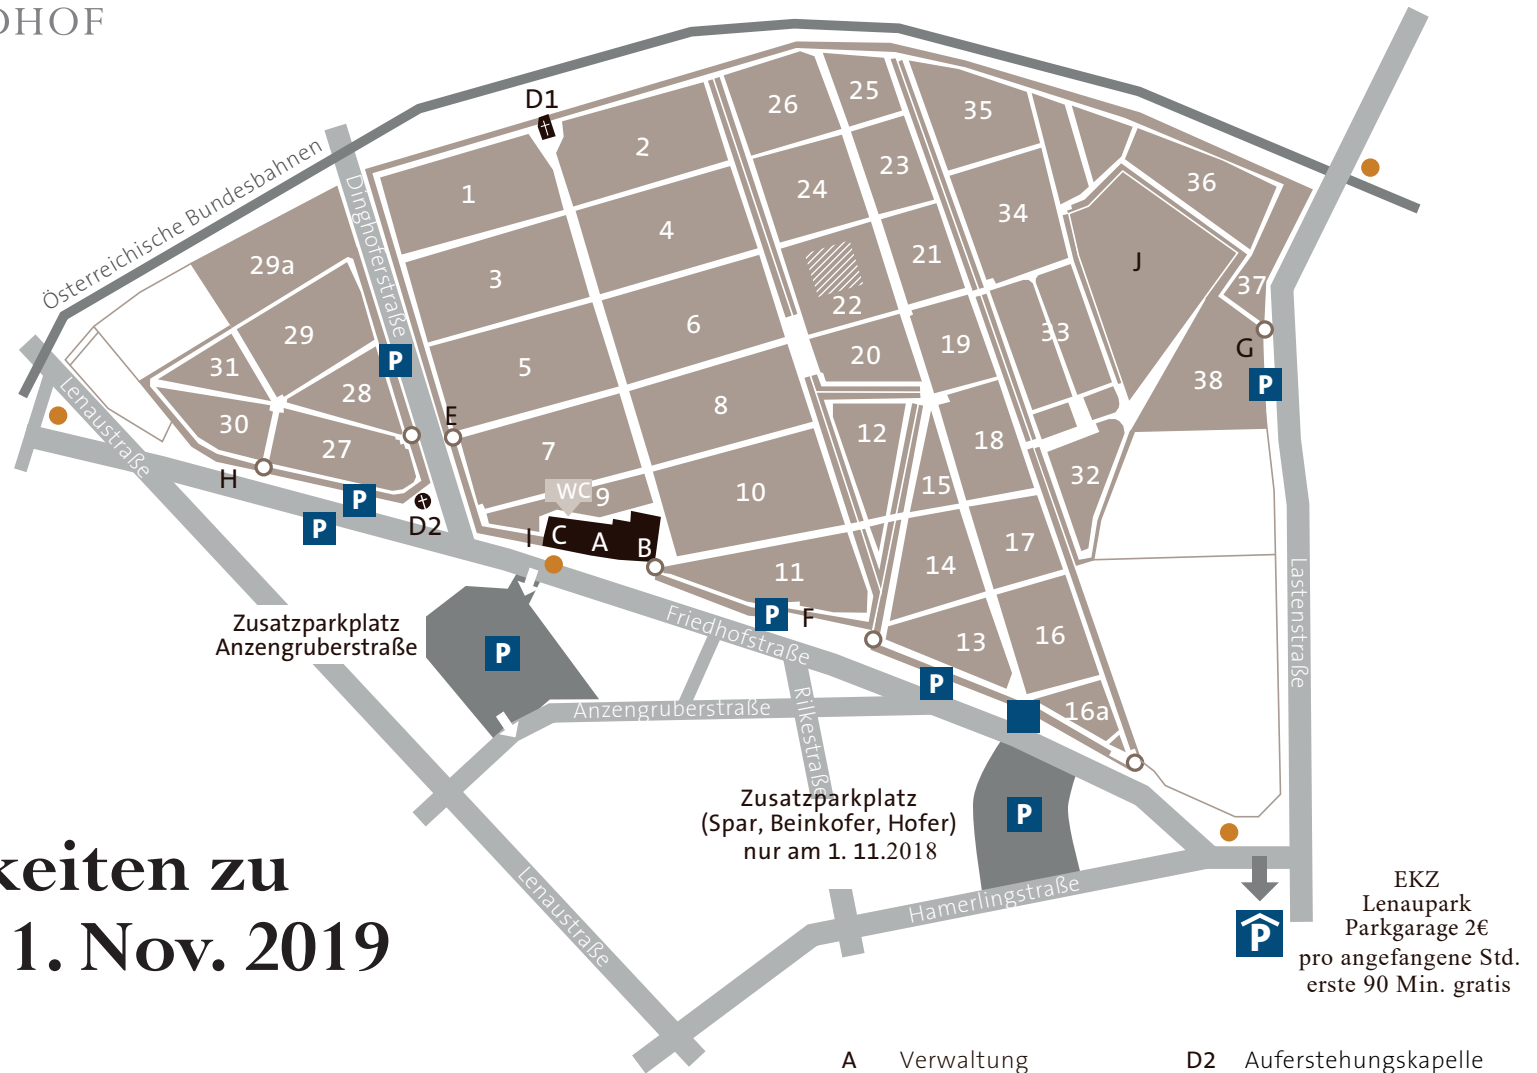 DHOF
D1
Österreichische Bundesbahnen
Dinghoferstraße
26
25
35
2
1
24
23
36
34
4
29a
3
22
21
J
37
29
6
33
19
20
5
G
31
28
P
38
P
8
E
30
12
18
27
7
Lenaustraße
H
WC
9
10
15
32
P
P
D2
I
C
A
B
17
14
11
Lastenstraße
P
F
Friedhofstraße
Zusatzparkplatz
Anzengruberstraße
P
13
16
P
16a
Anzengruberstraße
Rilkestraße
Zusatzparkplatz
(Spar, Beinkofer, Hofer)
nur am 1. 11.2018
P
keiten zu
1. Nov. 2019
Lenaustraße
Hamerlingstraße
P
EKZ
Lenaupark
Parkgarage 2€
pro angefangene Std.
erste 90 Min. gratis
A Verwaltung
D2 Auferstehungskapelle